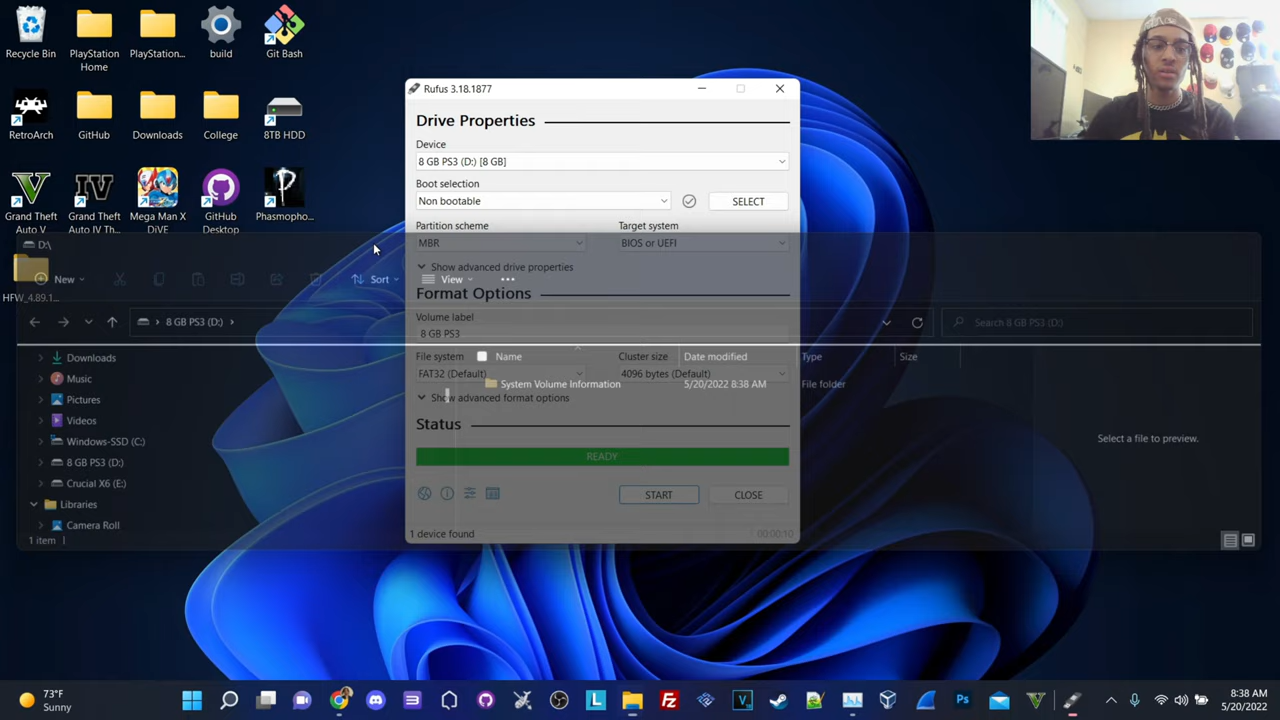 Recycle Bin
PlayStation Home
PlayStation...
build
Git Bash
RetroArch
GitHub
Downloads
College
8TB HDD
Grand Theft Auto V
Grand Theft Auto IV Th...
Mega Man X DiVE
GitHub Desktop
Phasmopho...
HFW_4.89.1...
Rufus 3.18.1877
Drive Properties
Device
8 GB PS3 (D:) [8 GB]
Boot selection
Non bootable
SELECT
Partition scheme
Target system
MBR
BIOS or UEFI
Show advanced drive properties
Format Options
Volume label
8 GB PS3
File system
Cluster size
FAT32 (Default)
4096 bytes (Default)
Show advanced format options
Status
READY
START
CLOSE
1 device found
00:00:10
D:\
New
Sort
View
8 GB PS3 (D:)
Search 8 GB PS3 (D:)
Name
Date modified
Type
Size
System Volume Information
5/20/2022 8:38 AM
File folder
Downloads
Music
Pictures
Videos
Windows-SSD (C:)
8 GB PS3 (D:)
Crucial X6 (E:)
Libraries
Camera Roll
Select a file to preview.
1 item
73°F
Sunny
8:38 AM
5/20/2022